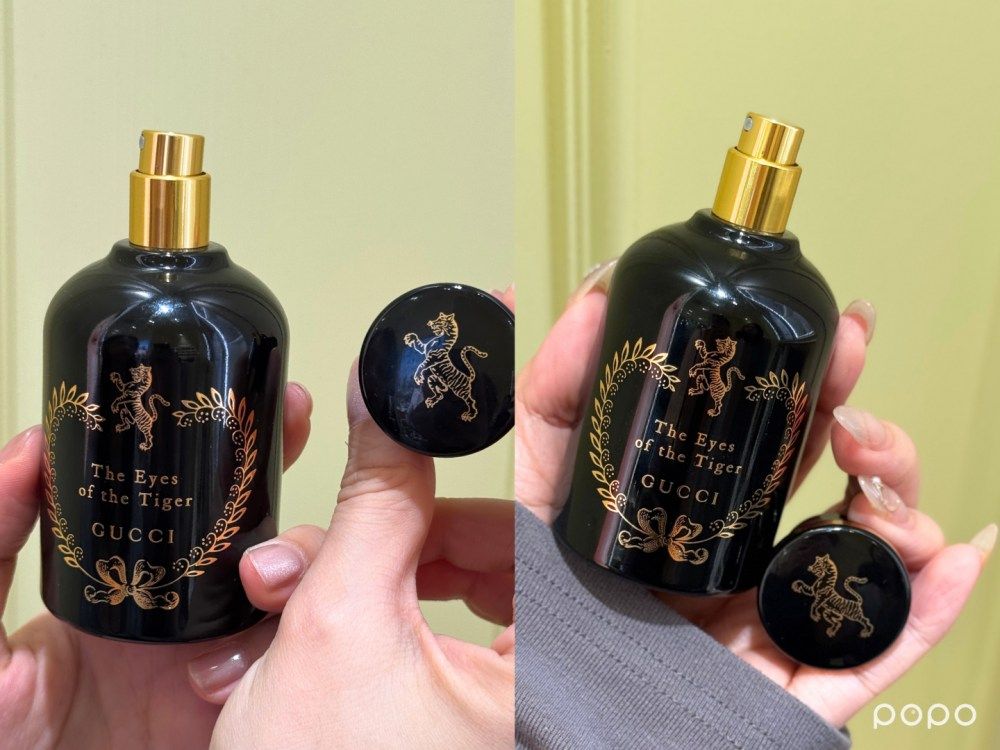 The Eyes
of the Tiger
GUCCI
The Eyes
of the Tiger
GUCCI
popo